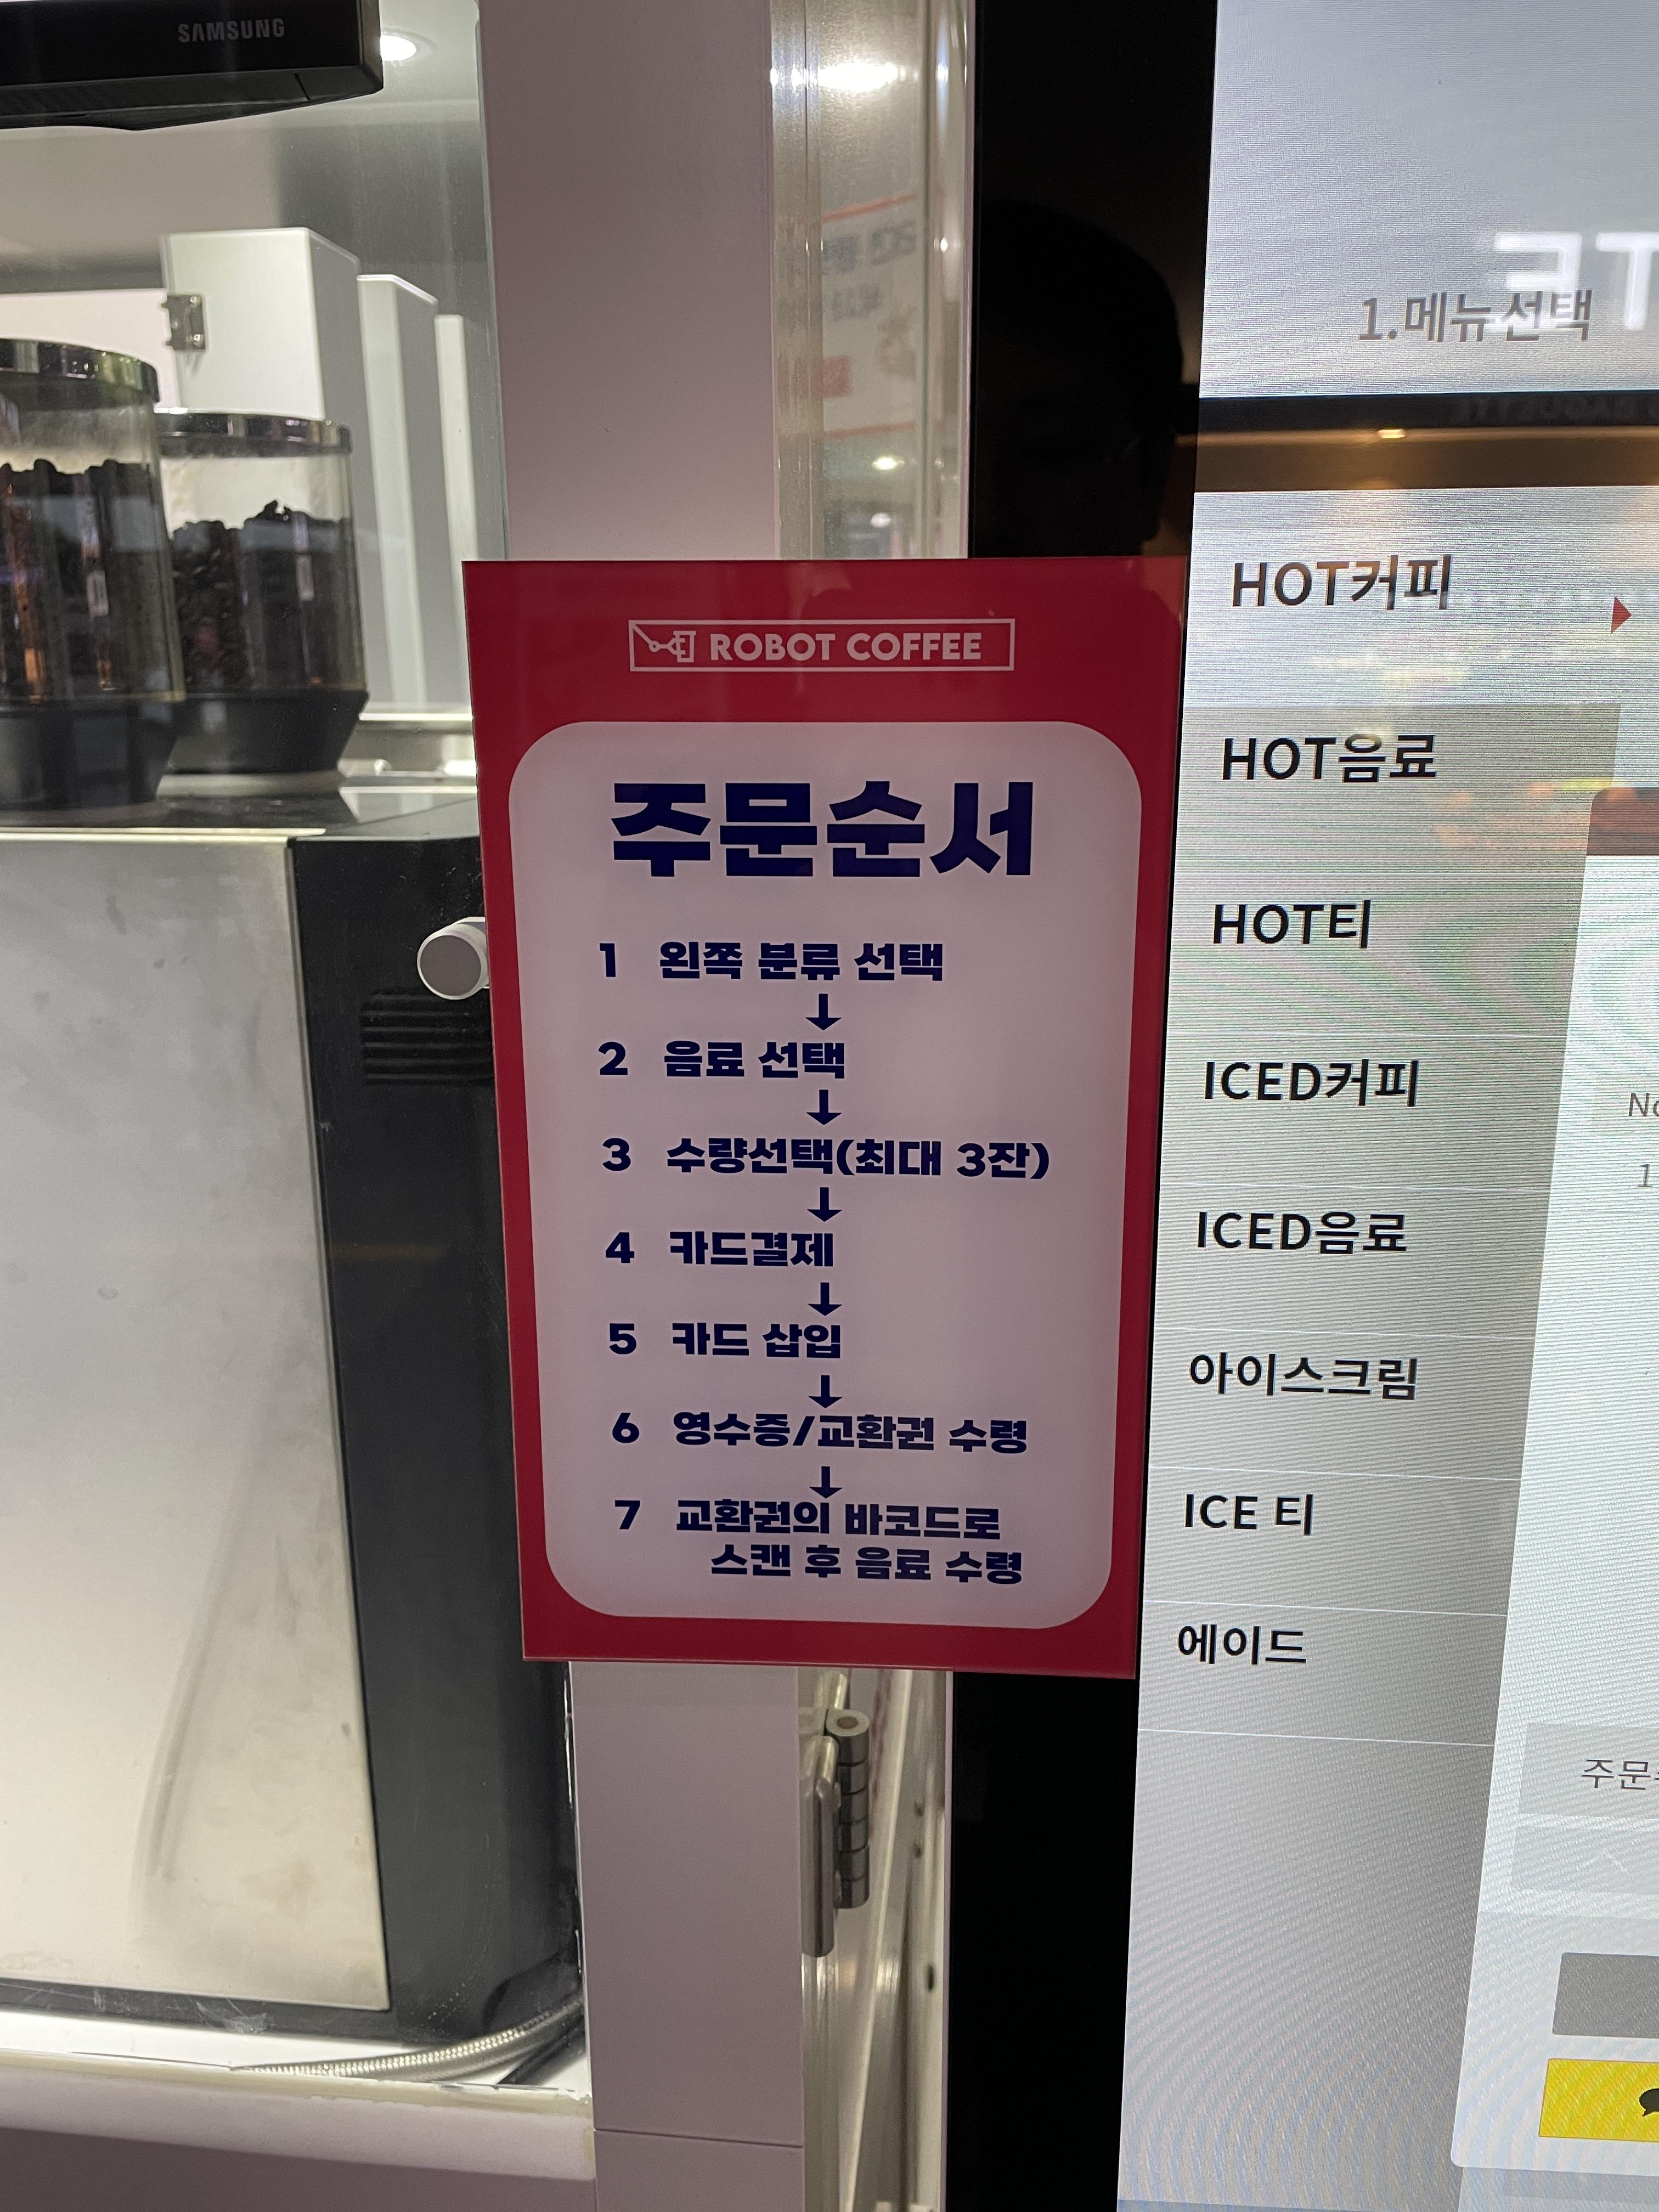 SAMSUNG
1.메뉴선택
ROBOT COFFEE
주문순서
1 왼쪽 분류 선택
↓
2 음료 선택
↓
3 수량선택(최대 3잔)
↓
4 카드결제
↓
5 카드 삽입
↓
6 영수증/교환권 수령
↓
7 교환권의 바코드로
스캔 후 음료 수령
HOT커피
HOT음료
HOT티
ICED커피
ICED음료
아이스크림
ICE 티
에이드